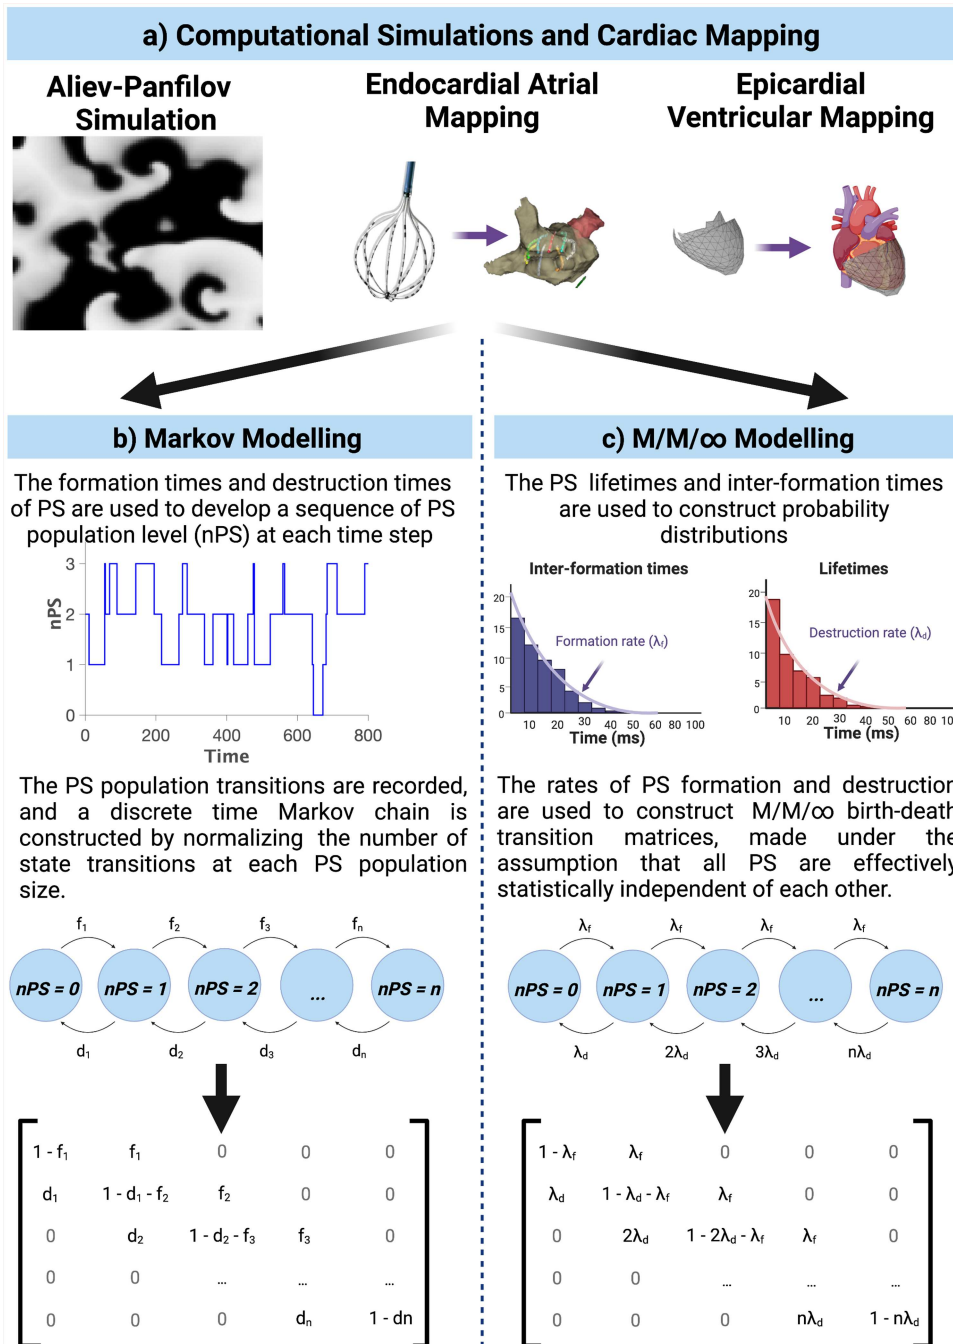 a) Computational Simulations and Cardiac Mapping
Aliev-Panfilov
Simulation
Endocardial Atrial
Mapping
Epicardial
Ventricular Mapping
b) Markov Modelling
The formation times and destruction times
of PS are used to develop a sequence of PS
population level (nPS) at each time step
3
2
1
0
nPS
0 200 400 600 800
Time
The PS population transitions are recorded,
and a discrete time Markov chain is
constructed by normalizing the number of
state transitions at each PS population
size.
f₁ f₂ f₃ fₙ
nPS = 0 nPS = 1 nPS = 2 ... nPS = n
d₁ d₂ d₃ dₙ
1 - f₁ f₁ 0 0 0
d₁ 1 - d₁ - f₂ f₂ 0 0
0 d₂ 1 - d₂ - f₃ f₃ 0
0 0 ... ... ...
0 0 0 dₙ 1 - dn
c) M/M/∞ Modelling
The PS lifetimes and inter-formation times
are used to construct probability
distributions
Inter-formation times
20
15
10
5
0
Formation rate (λf)
10 20 30 40 50 60 80 100
Time (ms)
Lifetimes
20
15
10
5
0
Destruction rate (λd)
10 20 30 40 50 60 80 100
Time (ms)
The rates of PS formation and destruction
are used to construct M/M/∞ birth-death
transition matrices, made under the
assumption that all PS are effectively
statistically independent of each other.
λf λf λf λf
nPS = 0 nPS = 1 nPS = 2 ... nPS = n
λd 2λd 3λd nλd
1 - λf λf 0 0 0
λd 1 - λd - λf λf 0 0
0 2λd 1 - 2λd - λf λf 0
0 0 ... ... ...
0 0 0 nλd 1 - nλd